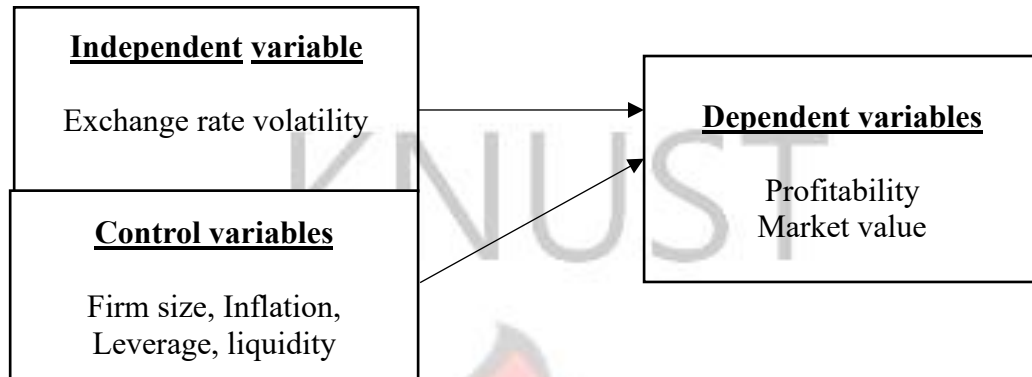 Independent variable
Exchange rate volatility
Control variables
Firm size, Inflation,
Leverage, liquidity
Dependent variables
Profitability
Market value
KNUST